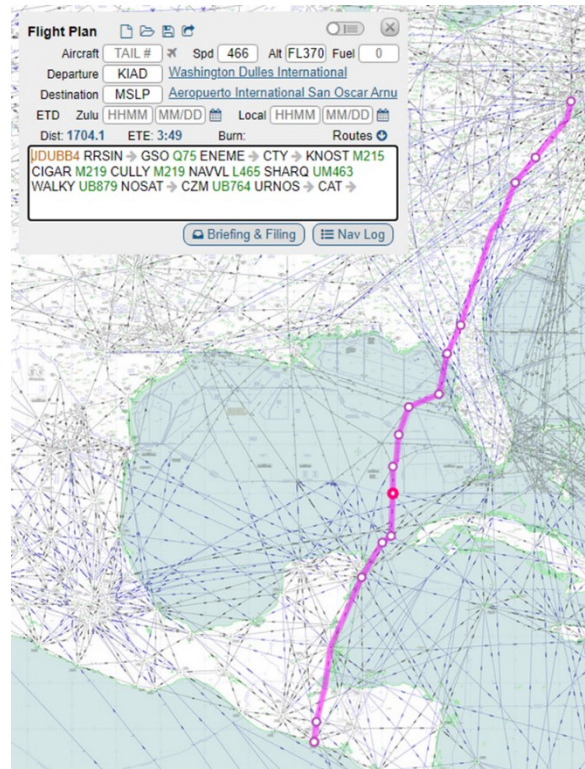 Flight Plan
Aircraft TAIL # Spd 466 Alt FL370 Fuel 0
Departure KIAD Washington Dulles International
Destination MSLP Aeropuerto International San Oscar Arnu
ETD Zulu HHMM MM/DD Local HHMM MM/DD
Dist: 1704.1 ETE: 3:49 Burn: Routes
JDUBB4 RRSIN → GSO Q75 ENEME → CTY → KNOST M215
CIGAR M219 CULLY M219 NAVVL L465 SHARQ UM463
WALKY UB879 NOSAT → CZM UB764 URNOS → CAT →
Briefing & Filing Nav Log